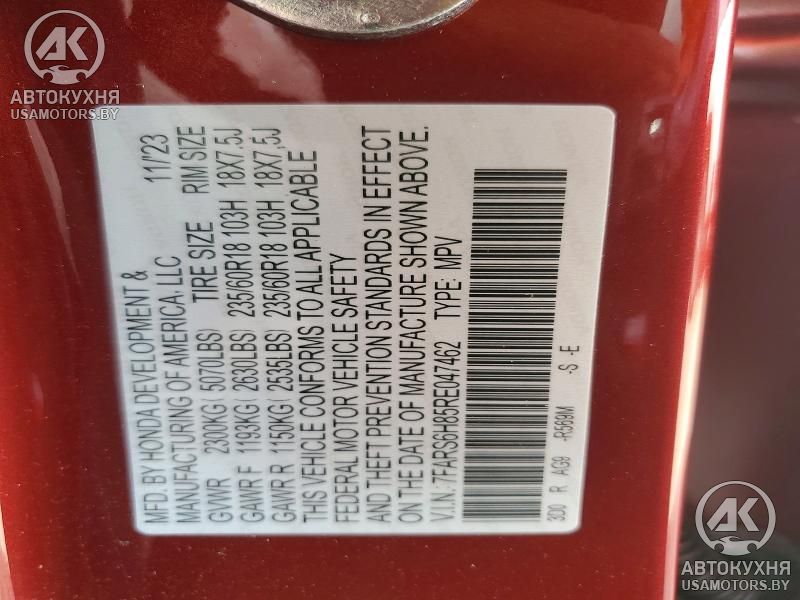 AK
АВТОКУХНЯ
USAMOTORS.BY
MFD. BY HONDA DEVELOPMENT & 11/'23
MANUFACTURING OF AMERICA, LLC
GVWR 2300KG( 5070LBS) TIRE SIZE RIM SIZE
GAWR F 1193KG( 2630LBS) 235/60R18 103H 18X7.5J
GAWR R 1150KG( 2535LBS) 235/60R18 103H 18X7.5J
THIS VEHICLE CONFORMS TO ALL APPLICABLE
FEDERAL MOTOR VEHICLE SAFETY
AND THEFT PREVENTION STANDARDS IN EFFECT
ON THE DATE OF MANUFACTURE SHOWN ABOVE.
V.I.N: 7FARS6H85RE047462 TYPE: MPV
3D0 R AG9 -R569M -S -E
AK
АВТОКУХНЯ
USAMOTORS.BY